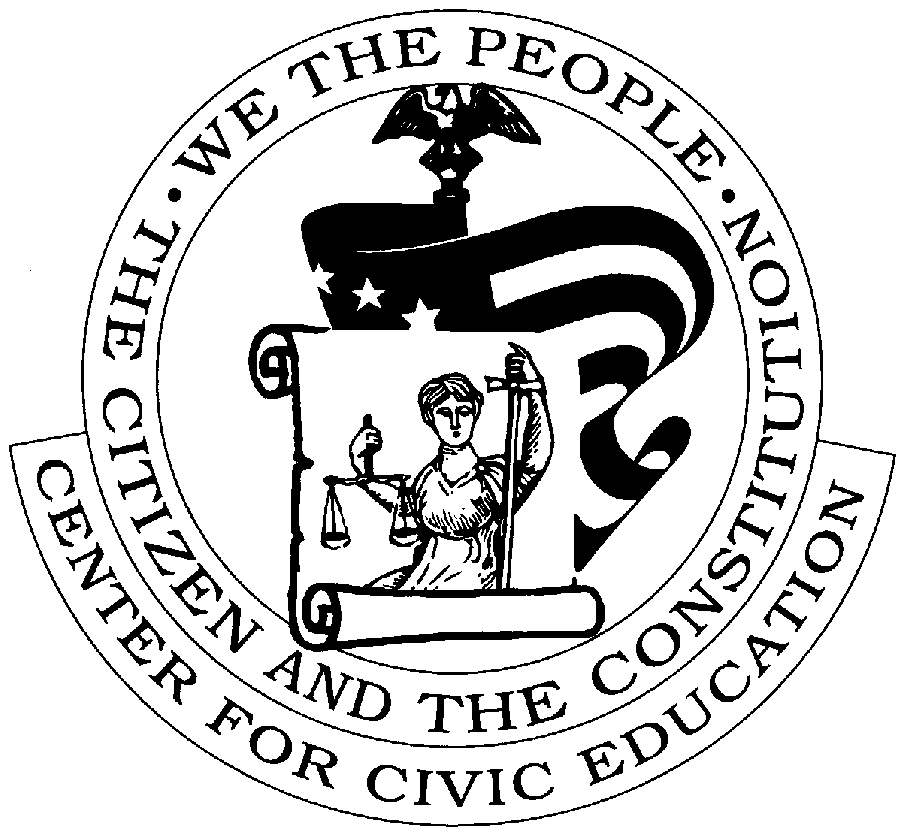 · WE THE PEOPLE ·
THE CITIZEN AND THE CONSTITUTION
CENTER FOR CIVIC EDUCATION